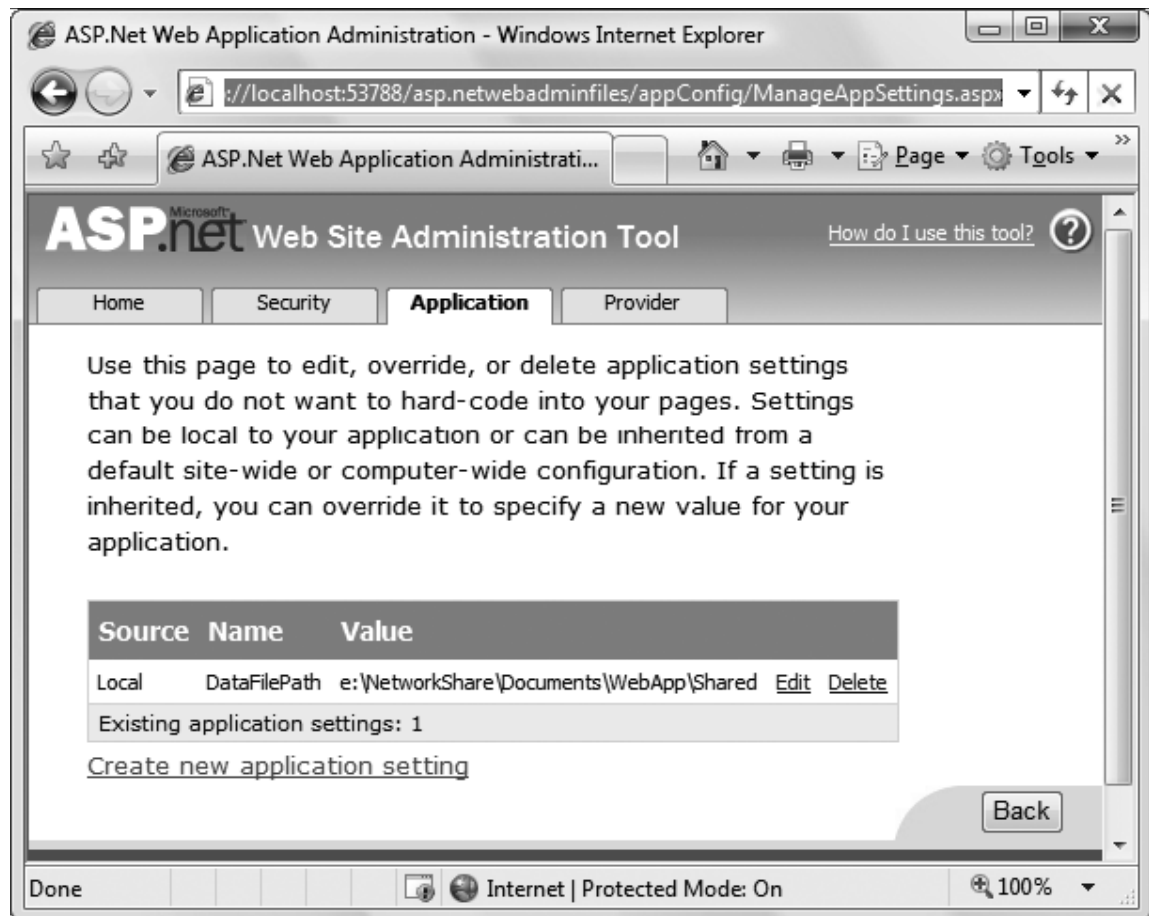 ASP.Net Web Application Administration - Windows Internet Explorer
://localhost:53788/asp.netwebadminfiles/appConfig/ManageAppSettings.aspx
ASP.Net Web Application Administrati...
Page
Tools
ASP.net Microsoft Web Site Administration Tool
How do I use this tool? ?
Home Security Application Provider
Use this page to edit, override, or delete application settings
that you do not want to hard-code into your pages. Settings
can be local to your application or can be inherited from a
default site-wide or computer-wide configuration. If a setting is
inherited, you can override it to specify a new value for your
application.
Source Name Value
Local DataFilePath e:\NetworkShare\Documents\WebApp\Shared Edit Delete
Existing application settings: 1
Create new application setting
Back
Done Internet | Protected Mode: On 100%